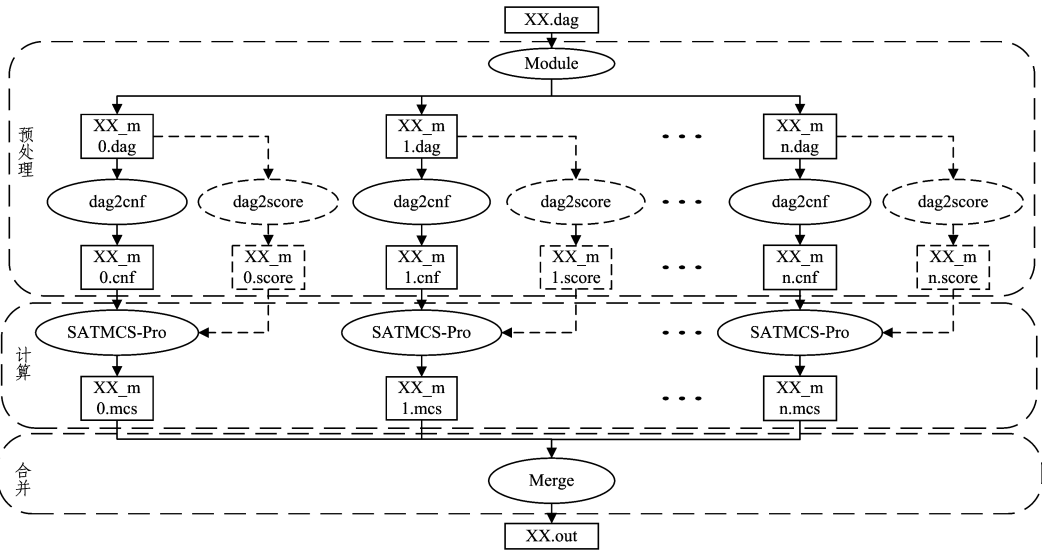 XX.dag
Module
预处理
XX_m
0.dag
XX_m
1.dag
XX_m
n.dag
dag2cnf
dag2score
dag2cnf
dag2score
dag2cnf
dag2score
XX_m
0.cnf
XX_m
0.score
XX_m
1.cnf
XX_m
1.score
XX_m
n.cnf
XX_m
n.score
计算
SATMCS-Pro
SATMCS-Pro
SATMCS-Pro
XX_m
0.mcs
XX_m
1.mcs
XX_m
n.mcs
合并
Merge
XX.out